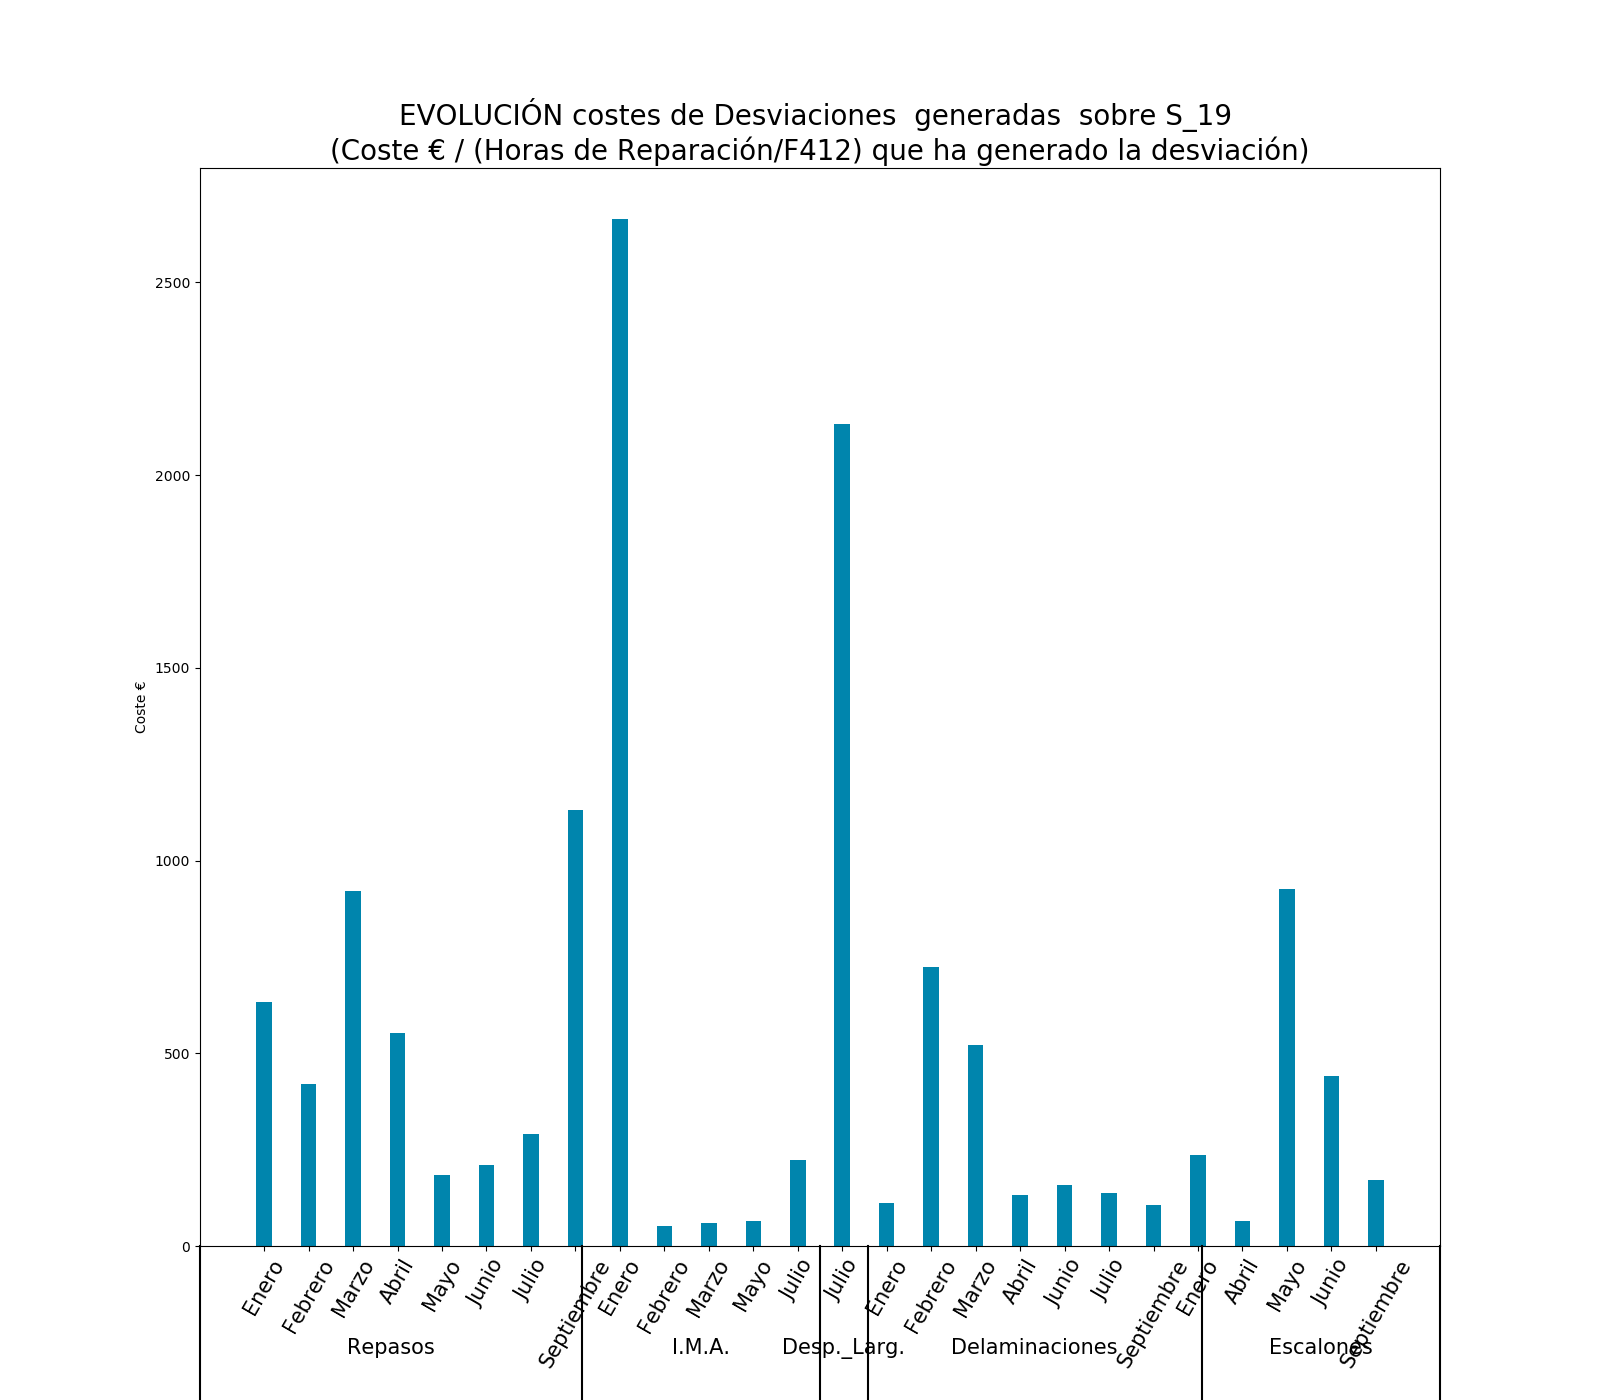 EVOLUCIÓN costes de Desviaciones  generadas  sobre S_19
(Coste € / (Horas de Reparación/F412) que ha generado la desviación)
2500
2000
1500
1000
500
0
Coste €
Enero
Febrero
Marzo
Abril
Mayo
Junio
Julio
Septiembre
Enero
Febrero
Marzo
Mayo
Julio
Julio
Enero
Febrero
Marzo
Abril
Junio
Julio
Septiembre
Enero
Abril
Mayo
Junio
Septiembre
Repasos
I.M.A.
Desp._Larg.
Delaminaciones
Escalones